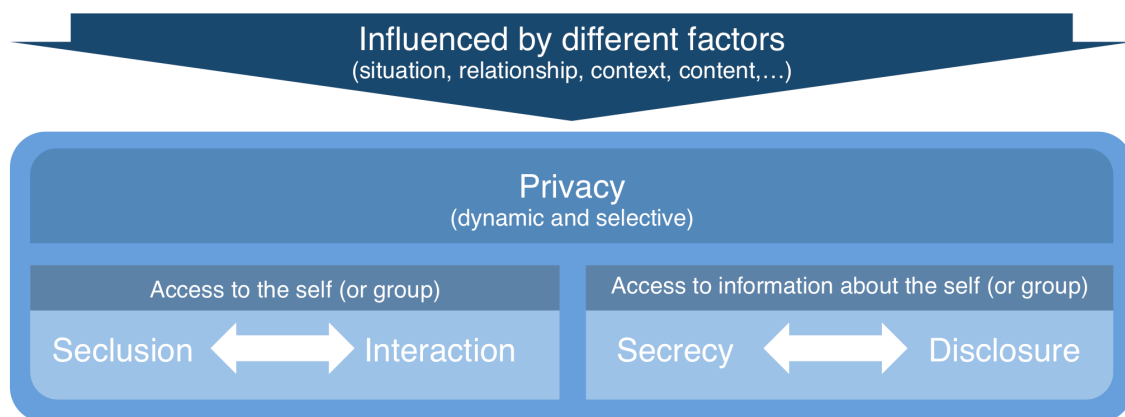 Influenced by different factors
(situation, relationship, context, content,…)
Privacy
(dynamic and selective)
Access to the self (or group)
Seclusion Interaction
Access to information about the self (or group)
Secrecy Disclosure